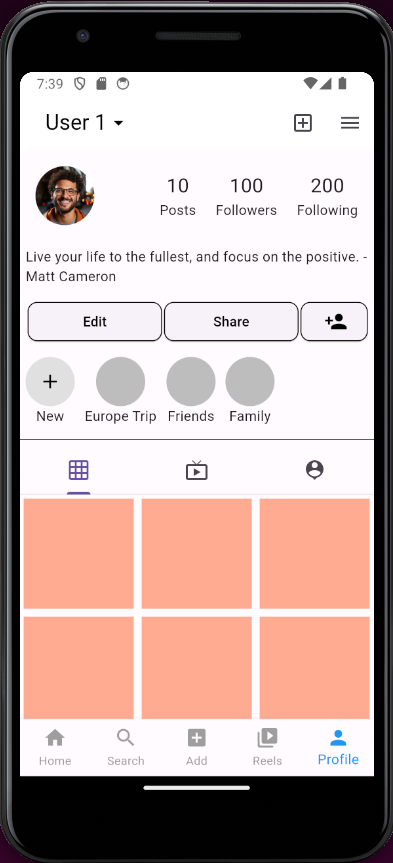 7:39
User 1
10 100 200
Posts Followers Following
Live your life to the fullest, and focus on the positive. -
Matt Cameron
Edit Share
New Europe Trip Friends Family
Home Search Add Reels Profile